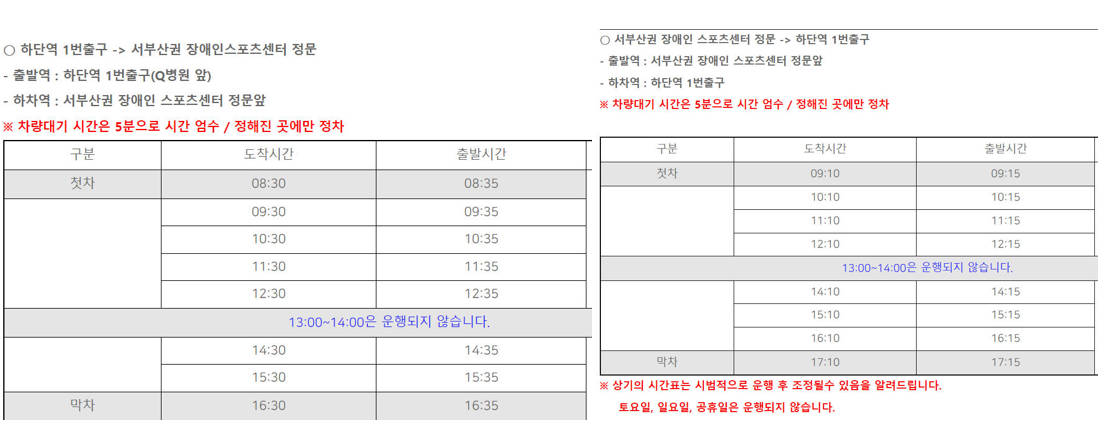 ○ 하단역 1번출구 -> 서부산권 장애인스포츠센터 정문
- 출발역 : 하단역 1번출구(Q병원 앞)
- 하차역 : 서부산권 장애인 스포츠센터 정문앞
※ 차량대기 시간은 5분으로 시간 엄수 / 정해진 곳에만 정차
구분 도착시간 출발시간
첫차 08:30 08:35
09:30 09:35
10:30 10:35
11:30 11:35
12:30 12:35
13:00~14:00은 운행되지 않습니다.
14:30 14:35
15:30 15:35
막차 16:30 16:35
○ 서부산권 장애인 스포츠센터 정문 -> 하단역 1번출구
- 출발역 : 서부산권 장애인 스포츠센터 정문앞
- 하차역 : 하단역 1번출구
※ 차량대기 시간은 5분으로 시간 엄수 / 정해진 곳에만 정차
구분 도착시간 출발시간
첫차 09:10 09:15
10:10 10:15
11:10 11:15
12:10 12:15
13:00~14:00은 운행되지 않습니다.
14:10 14:15
15:10 15:15
16:10 16:15
막차 17:10 17:15
※ 상기의 시간표는 시범적으로 운행 후 조정될수 있음을 알려드립니다.
토요일, 일요일, 공휴일은 운행되지 않습니다.